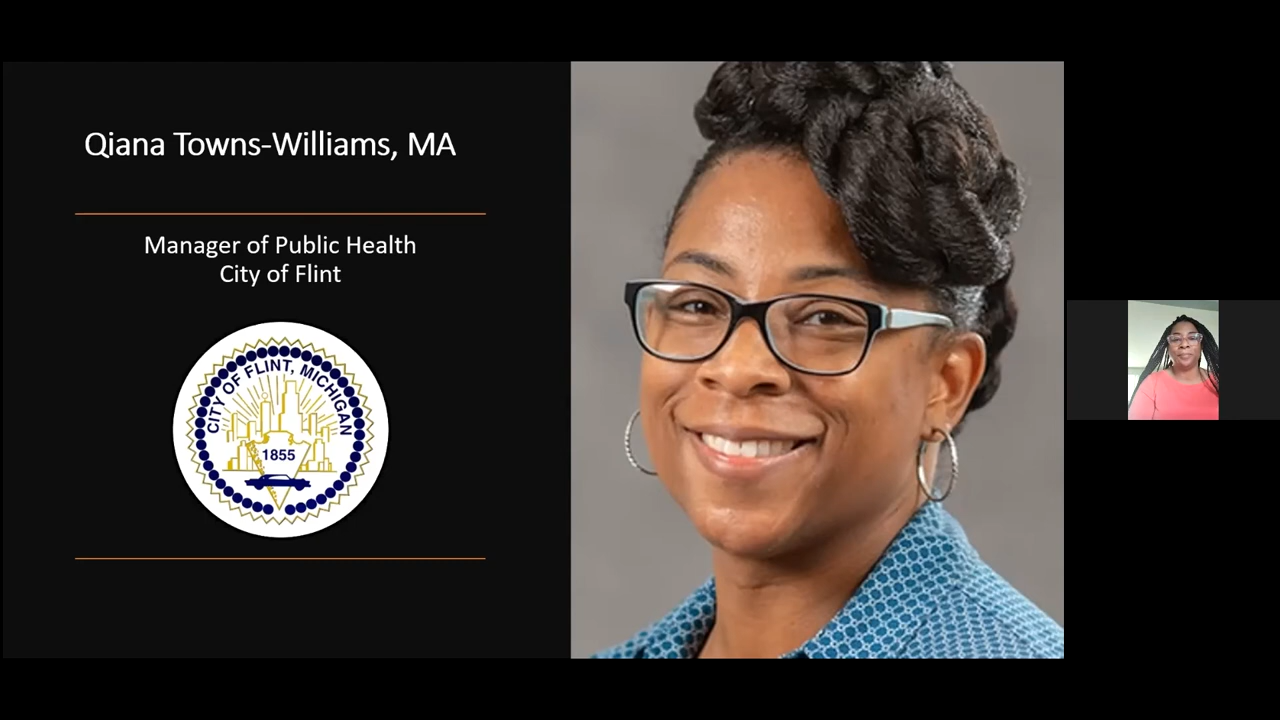 Qiana Towns-Williams, MA
Manager of Public Health
City of Flint
CITY OF FLINT, MICHIGAN
1855